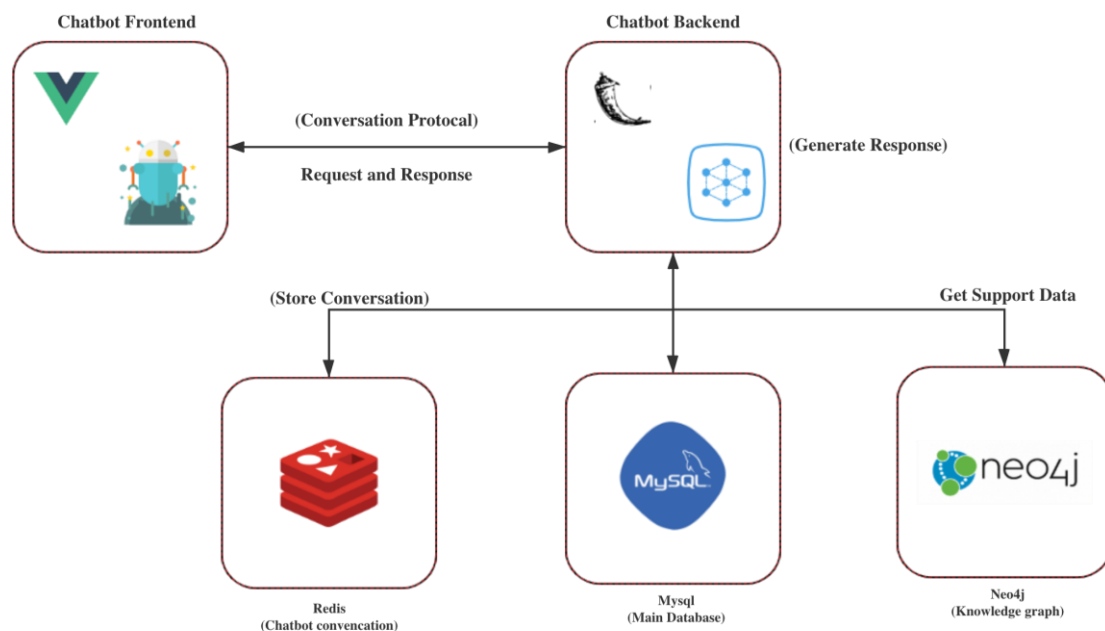 Chatbot Frontend
Chatbot Backend
(Conversation Protocal)
Request and Response
(Generate Response)
(Store Conversation)
Get Support Data
MySQL
neo4j
Redis
(Chatbot convencation)
Mysql
(Main Database)
Neo4j
(Knowledge graph)